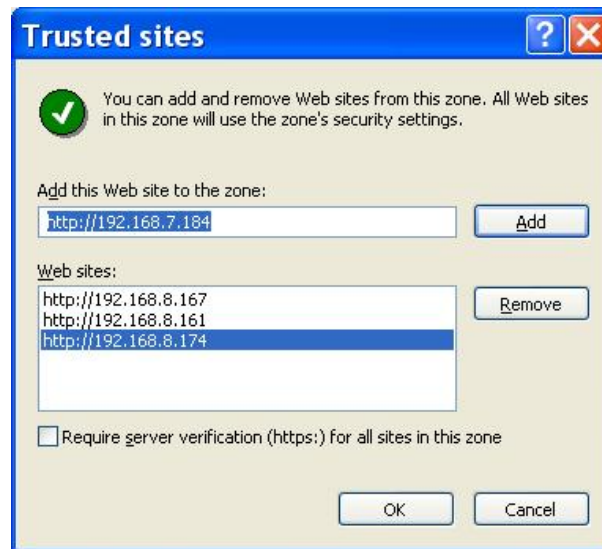 Trusted sites
You can add and remove Web sites from this zone. All Web sites
in this zone will use the zone's security settings.
Add this Web site to the zone:
http://192.168.7.184
Add
Web sites:
http://192.168.8.167
http://192.168.8.161
http://192.168.8.174
Remove
Require server verification (https:) for all sites in this zone
OK
Cancel